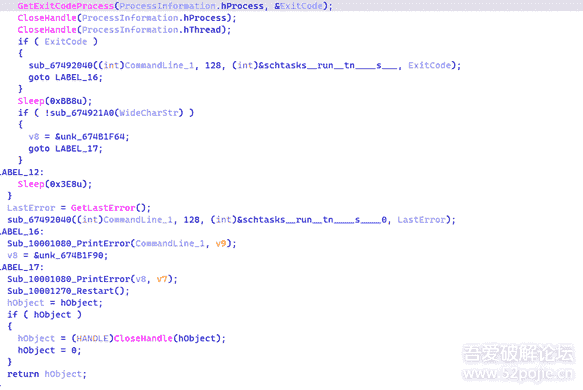 GetExitCodeProcess(ProcessInformation.hProcess, &ExitCode);
CloseHandle(ProcessInformation.hProcess);
CloseHandle(ProcessInformation.hThread);
if ( ExitCode )
{
sub_67492040((int)CommandLine_1, 128, (int)&schtasks__run__tn____s___, ExitCode);
goto LABEL_16;
}
Sleep(0xBB8u);
if ( !sub_674921A0(WideCharStr) )
{
v8 = &unk_674B1F64;
goto LABEL_17;
}
LABEL_12:
Sleep(0x3E8u);
}
LastError = GetLastError();
sub_67492040((int)CommandLine_1, 128, (int)&schtasks__run__tn____s____0, LastError);
LABEL_16:
Sub_10001080_PrintError(CommandLine_1, v9);
v8 = &unk_674B1F90;
LABEL_17:
Sub_10001080_PrintError(v8, v7);
Sub_10001270_Restart();
hObject = hObject;
if ( hObject )
{
hObject = (HANDLE)CloseHandle(hObject);
hObject = 0;
}
return hObject;
吾爱破解论坛
www.52pojie.cn